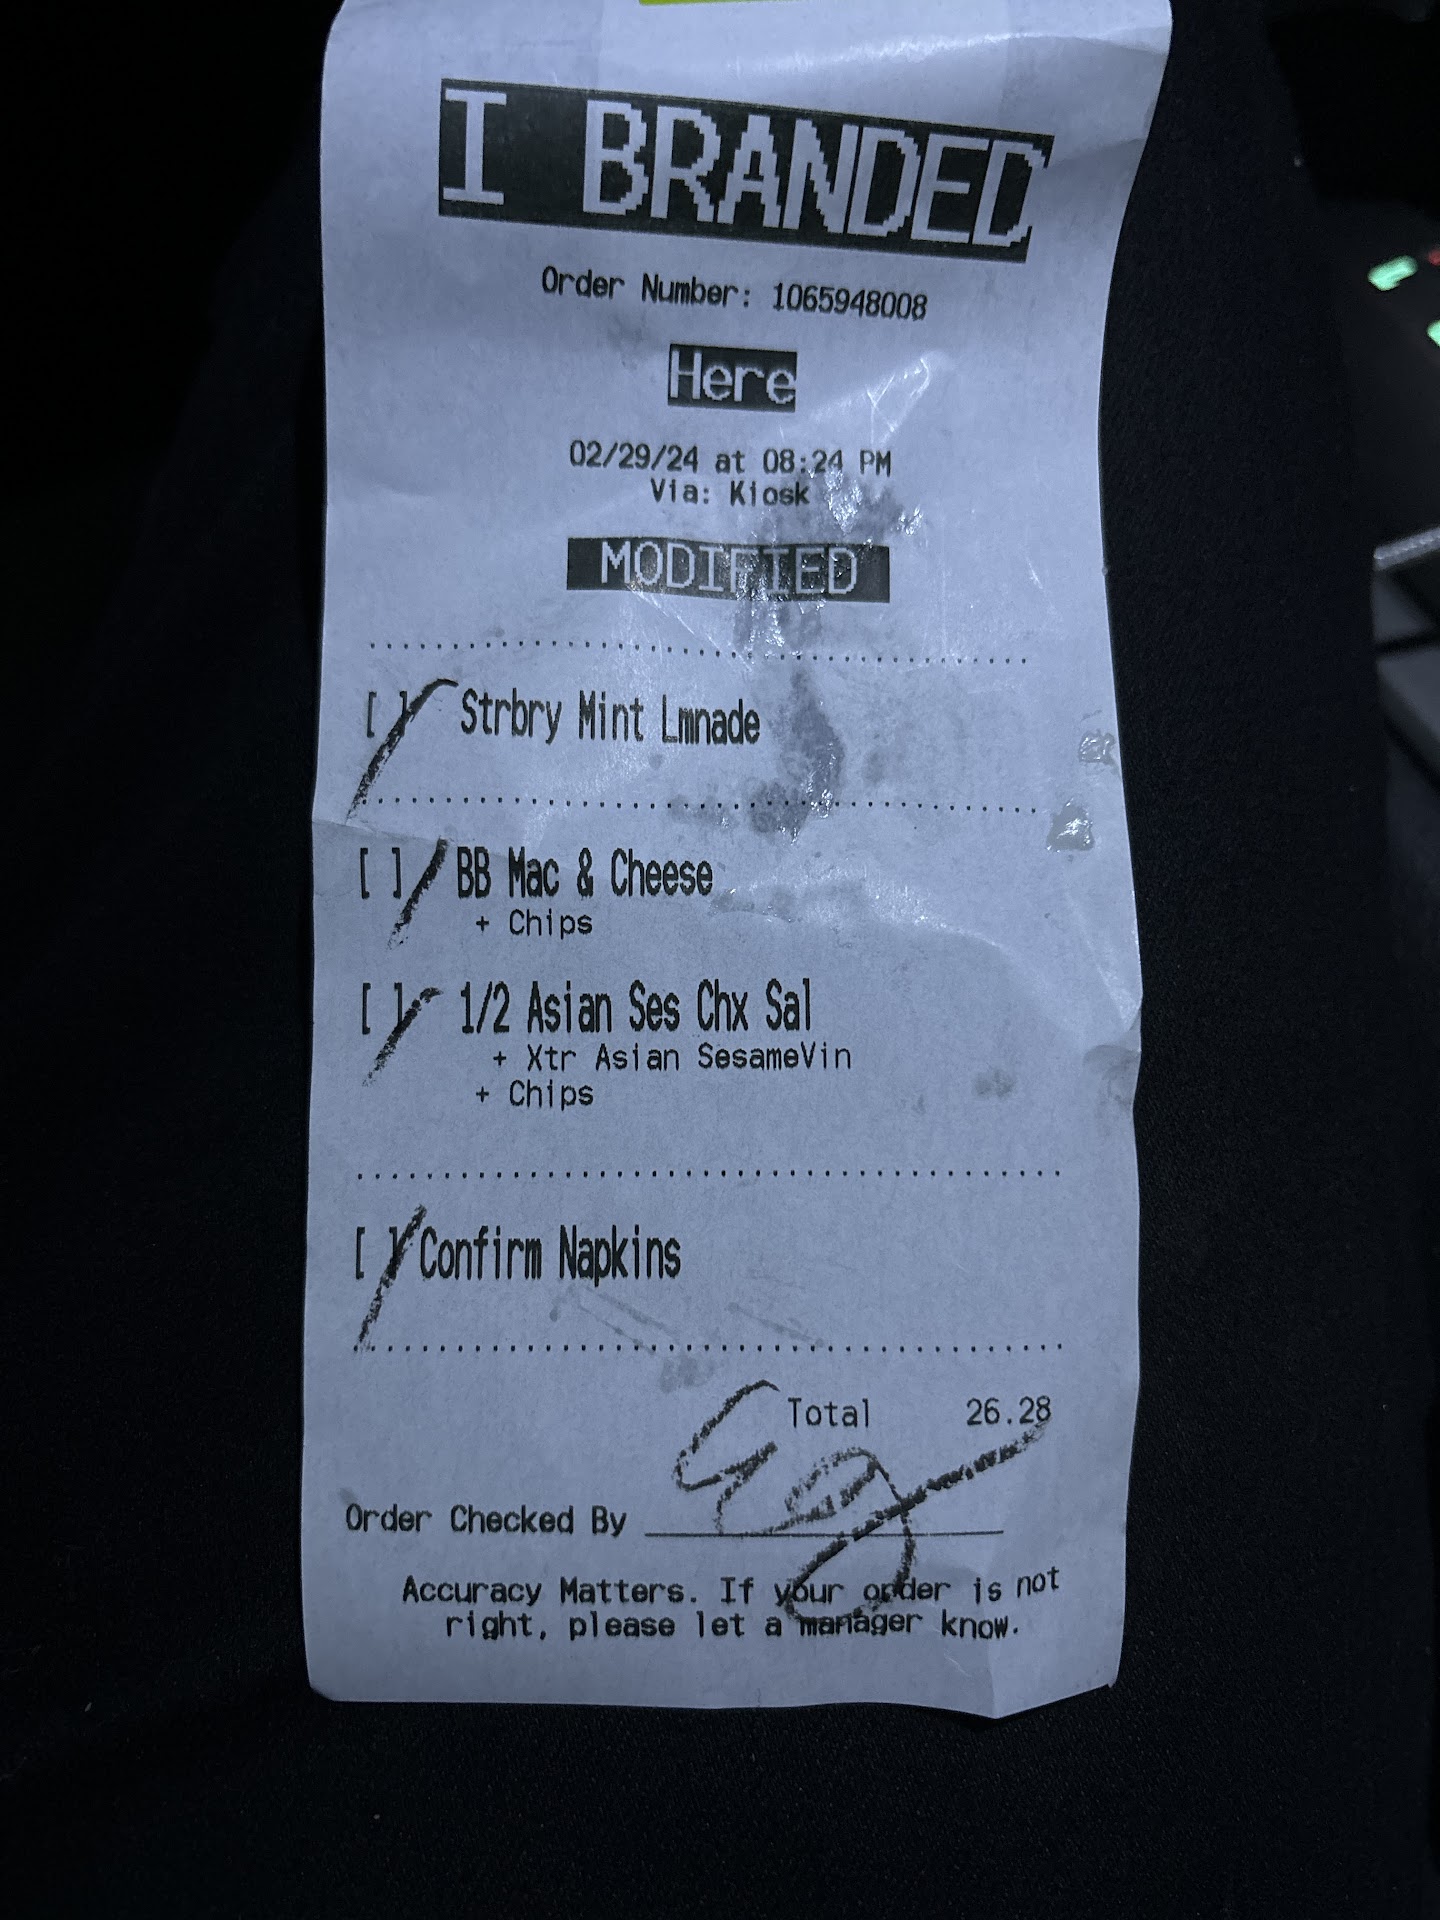 I BRANDED
Order Number: 1065948008
Here
02/29/24 at 08:24 PM
Via: Kiosk
MODIFIED
[ ] Strbry Mint Lmnade
[ ] BB Mac & Cheese
+ Chips
[ ] 1/2 Asian Ses Chx Sal
+ Xtr Asian SesameVin
+ Chips
[ ] Confirm Napkins
Total 26.28
Order Checked By
Accuracy Matters. If your order is not
right, please let a manager know.